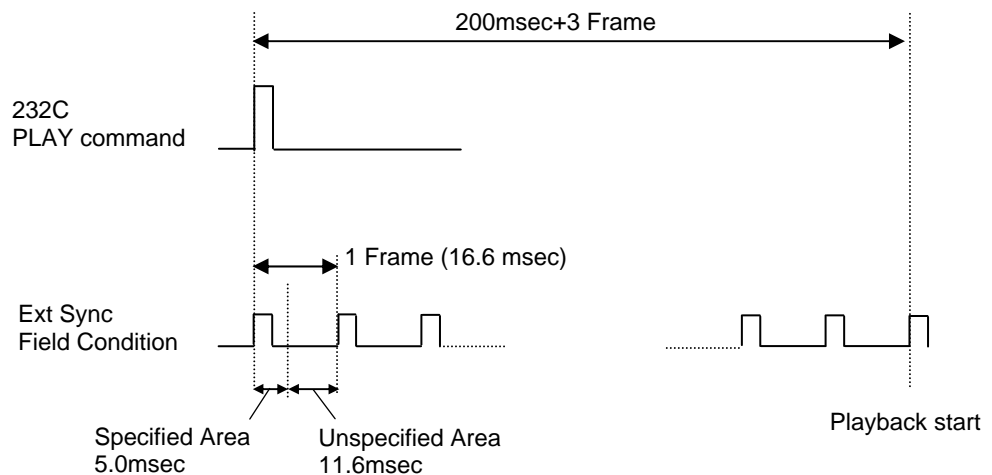 200msec+3 Frame
232C
PLAY command
1 Frame (16.6 msec)
Ext Sync
Field Condition
Specified Area
5.0msec
Unspecified Area
11.6msec
Playback start